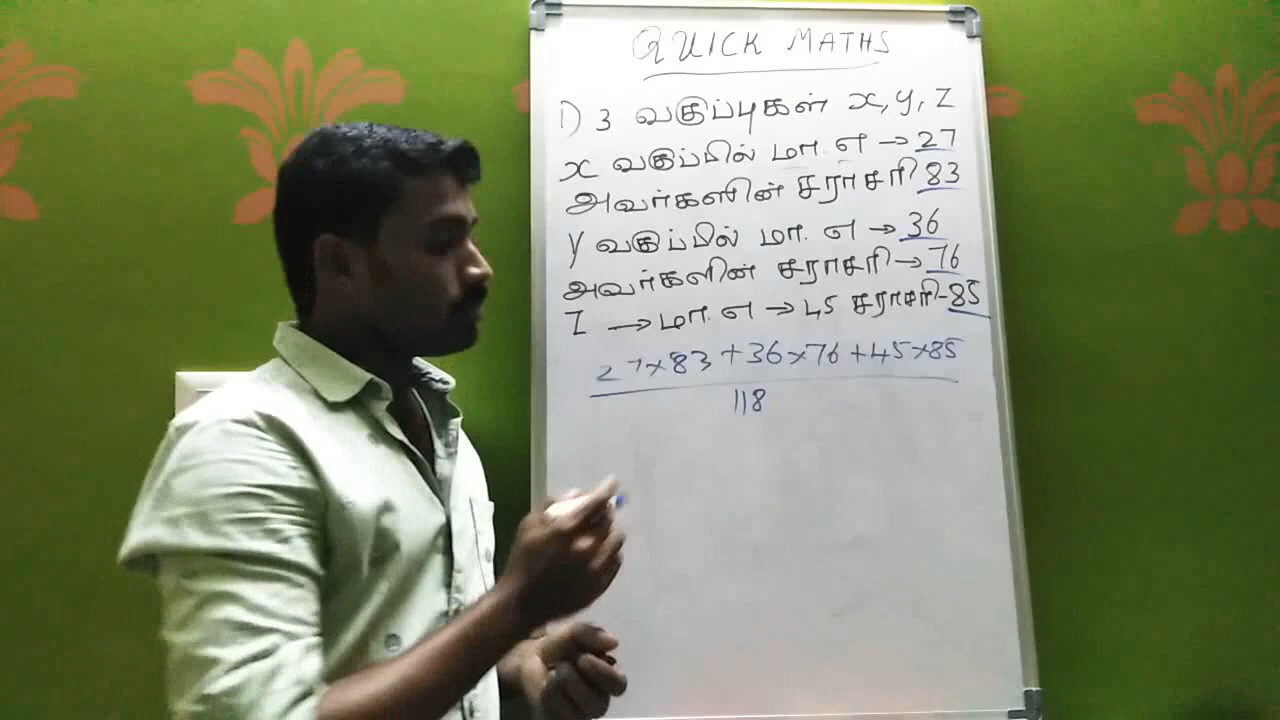 QUICK MATHS
1) 3 வகுப்புகள் x, y, z
x வகுப்பில் மா. எ → 27
அவர்களின் சராசரி 83
y வகுப்பில் மா. எ → 36
அவர்களின் சராசரி → 76
z → மா. எ → 45 சராசரி - 85
27×83 + 36×76 + 45×85
118